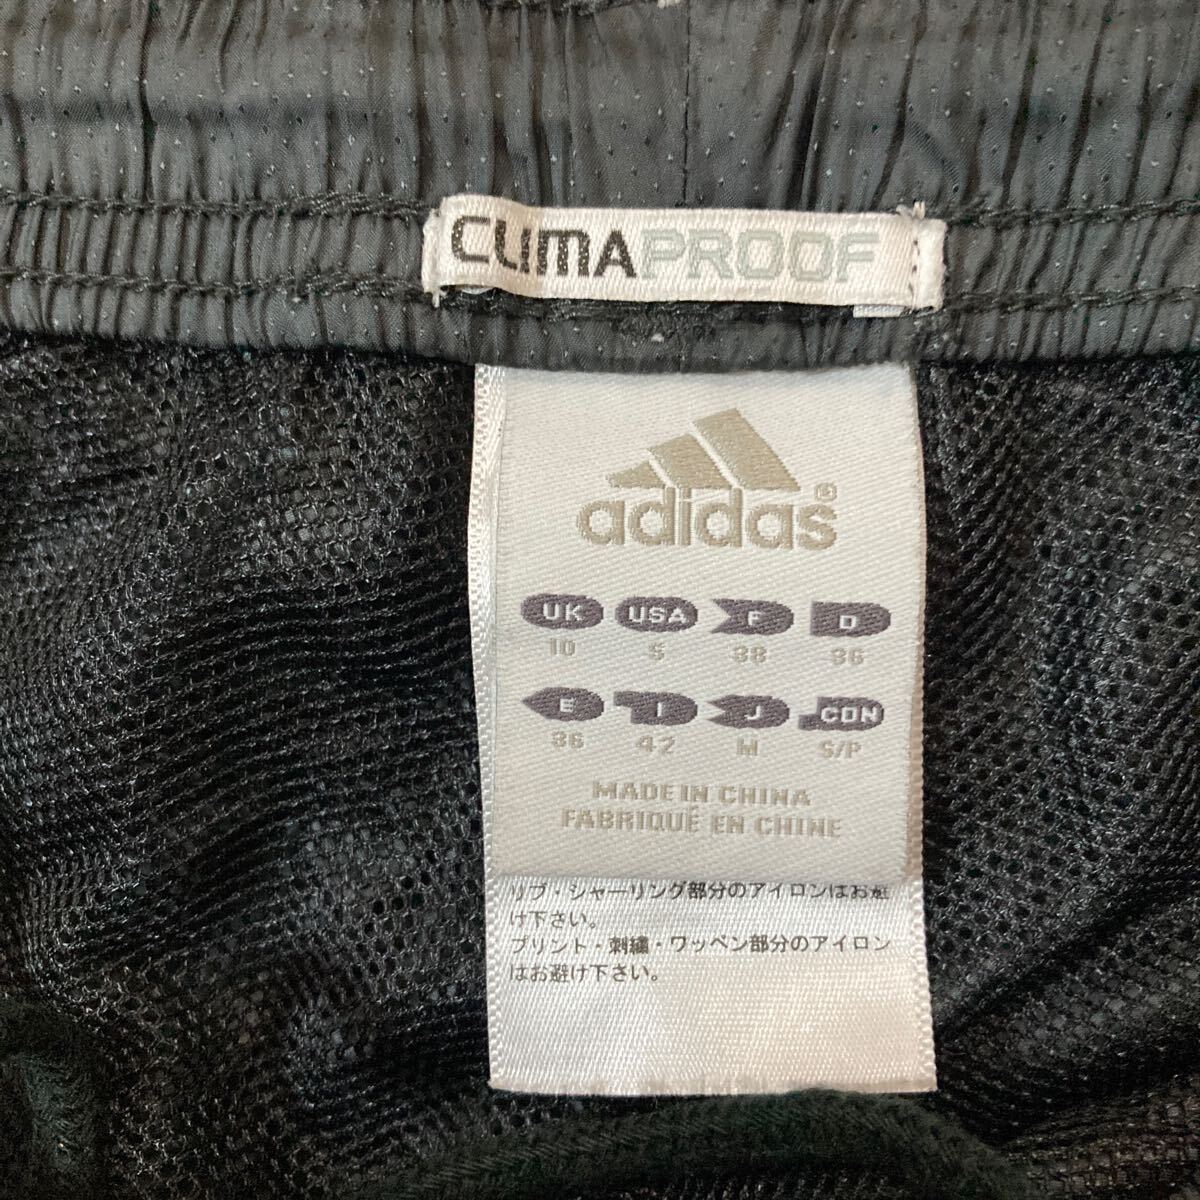 CLIMAPROOF
adidas®
UK USA F D
10 S 38 36
E I J CON
36 42 M S/P
MADE IN CHINA
FABRIQUÉ EN CHINE
リブ・シャーリング部分のアイロンはお避
け下さい。
プリント・刺繍・ワッペン部分のアイロン
はお避け下さい。